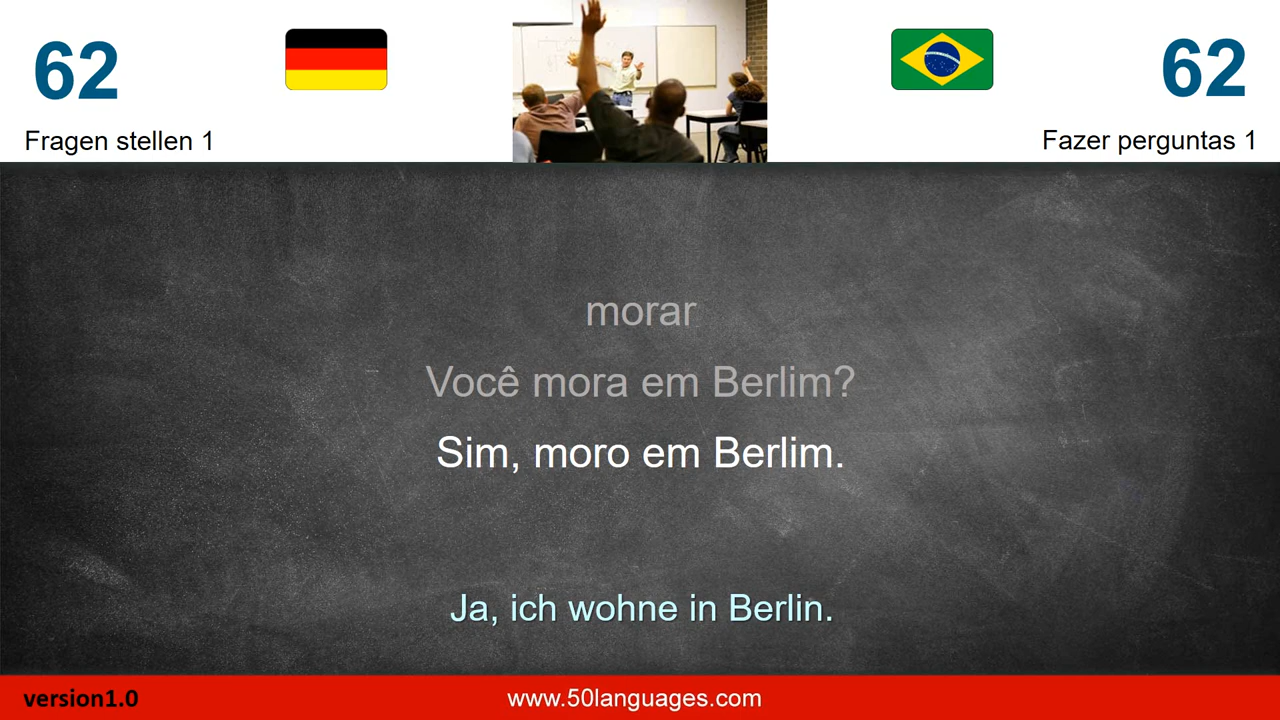 62
62
Fragen stellen 1
Fazer perguntas 1
morar
Você mora em Berlim?
Sim, moro em Berlim.
Ja, ich wohne in Berlin.
version1.0
www.50languages.com